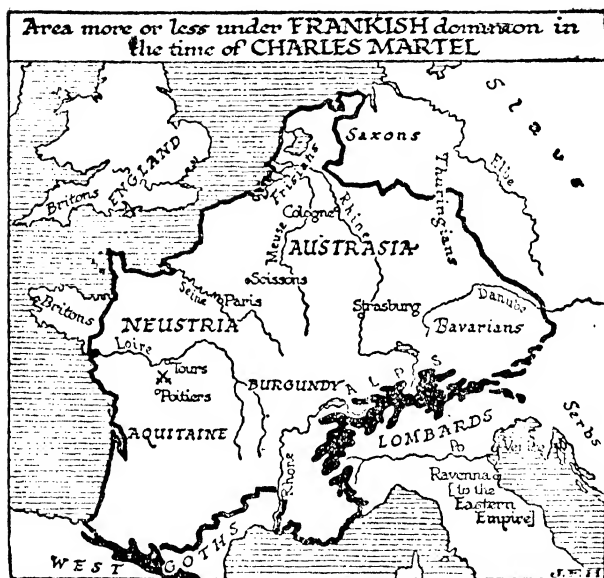 Area more or less under FRANKISH dominion in
the time of CHARLES MARTEL
Slavs
Saxons
Elbe
ENGLAND
Britons
Frisians
Thuringians
Cologne
Rhine
Meuse
AUSTRASIA
Soissons
Seine
Paris
Strasburg
Danube
Britons
NEUSTRIA
Bavarians
Loire
Tours
Poitiers
BURGUNDY
ALPS
AQUITAINE
LOMBARDS
Serbs
Po
Rhone
Ravenna
[to the
Eastern
Empire]
WEST GOTHS
J.F.H.